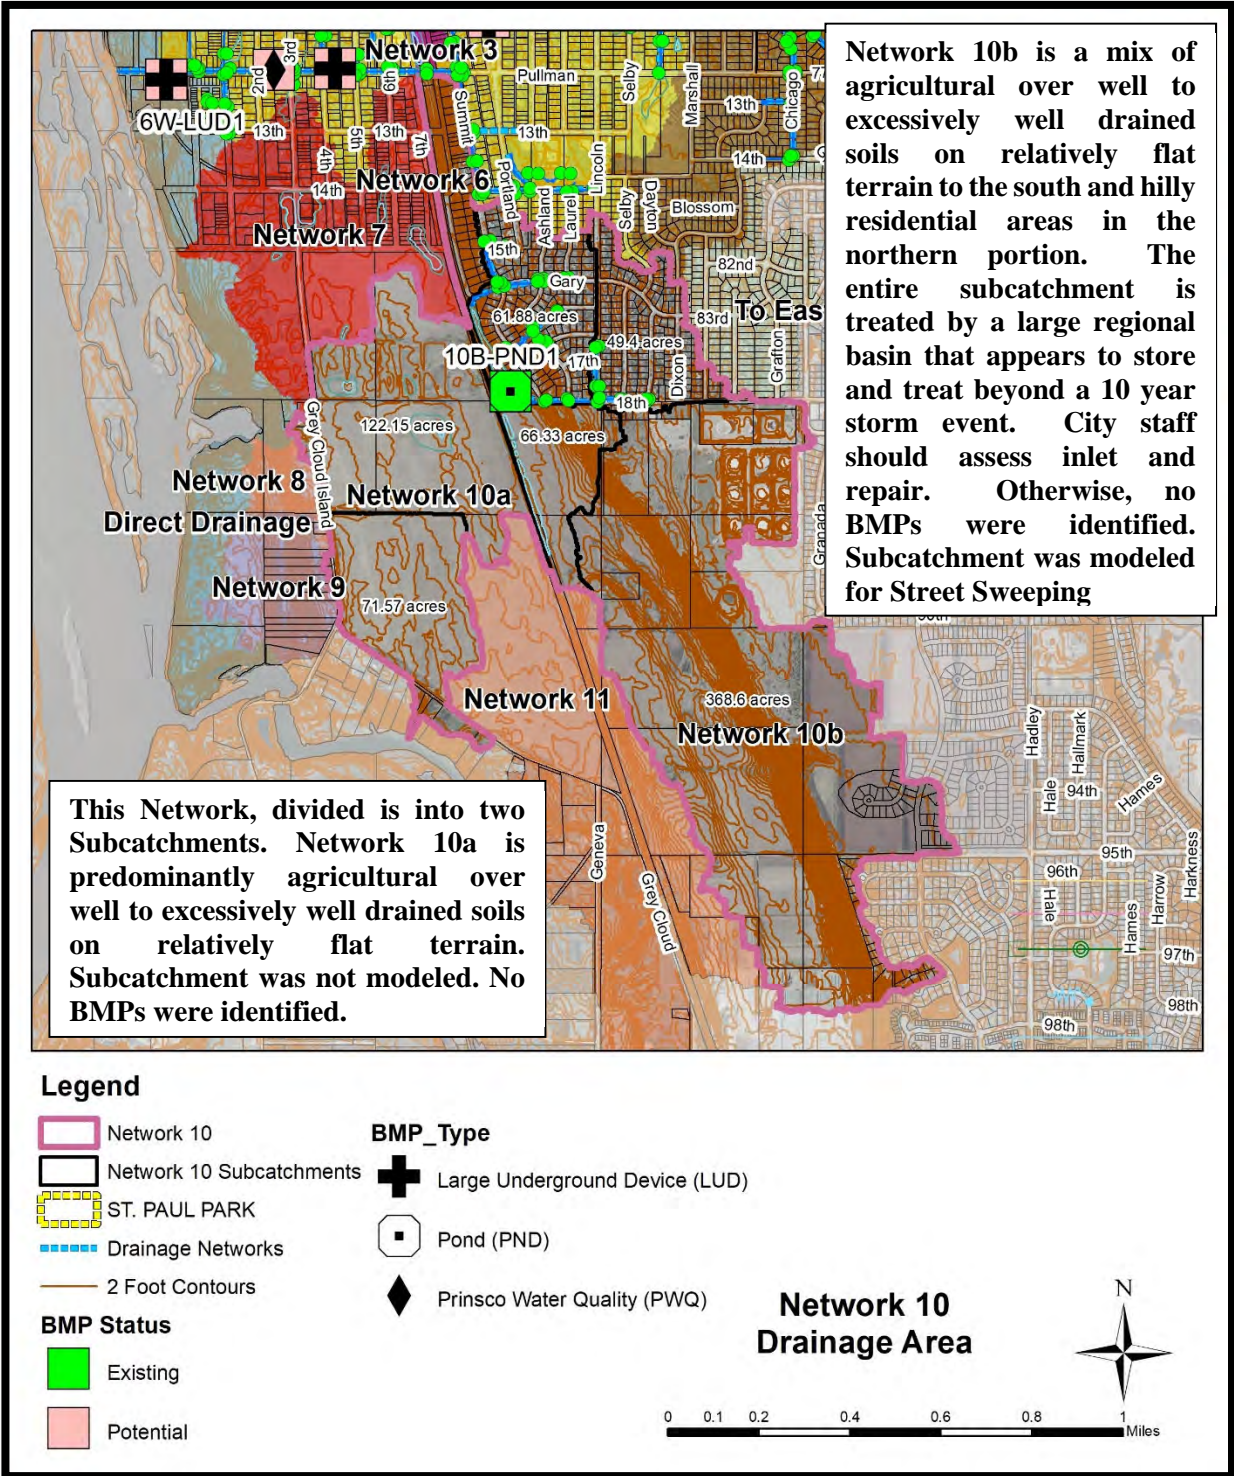 Network 3
Pullman
Selby
Marshall
Chicago
2nd
3rd
6th
Summit
6W-LUD1
13th
13th
5th
4th
7th
13th
13th
14th
14th
Network 6
Portland
Ashland
Laurel
Lincoln
Selby
Dayton
Blossom
Network 7
15th
Gary
82nd
61.88 acres
83rd
To Eas
49.4 acres
10B-PND1
17th
Dixon
Grafton
18th
Grey Cloud Island
122.15 acres
66.33 acres
Network 8
Direct Drainage
Network 10a
Granada
Network 9
71.57 acres
90th
Network 11
368.6 acres
Network 10b
Hadley
Hallmark
Hale
94th
Hames
Harkness
95th
96th
Geneva
Grey Cloud
Hale
Hames
Harrow
97th
98th
98th
Network 10b is a mix of
agricultural over well to
excessively well drained
soils on relatively flat
terrain to the south and hilly
residential areas in the
northern portion. The
entire subcatchment is
treated by a large regional
basin that appears to store
and treat beyond a 10 year
storm event. City staff
should assess inlet and
repair. Otherwise, no
BMPs were identified.
Subcatchment was modeled
for Street Sweeping
This Network, divided is into two
Subcatchments. Network 10a is
predominantly agricultural over
well to excessively well drained soils
on relatively flat terrain.
Subcatchment was not modeled. No
BMPs were identified.
Legend
Network 10
Network 10 Subcatchments
ST. PAUL PARK
Drainage Networks
2 Foot Contours
BMP Status
Existing
Potential
BMP_Type
Large Underground Device (LUD)
Pond (PND)
Prinsco Water Quality (PWQ)
Network 10
Drainage Area
N
0 0.1 0.2 0.4 0.6 0.8 1
Miles